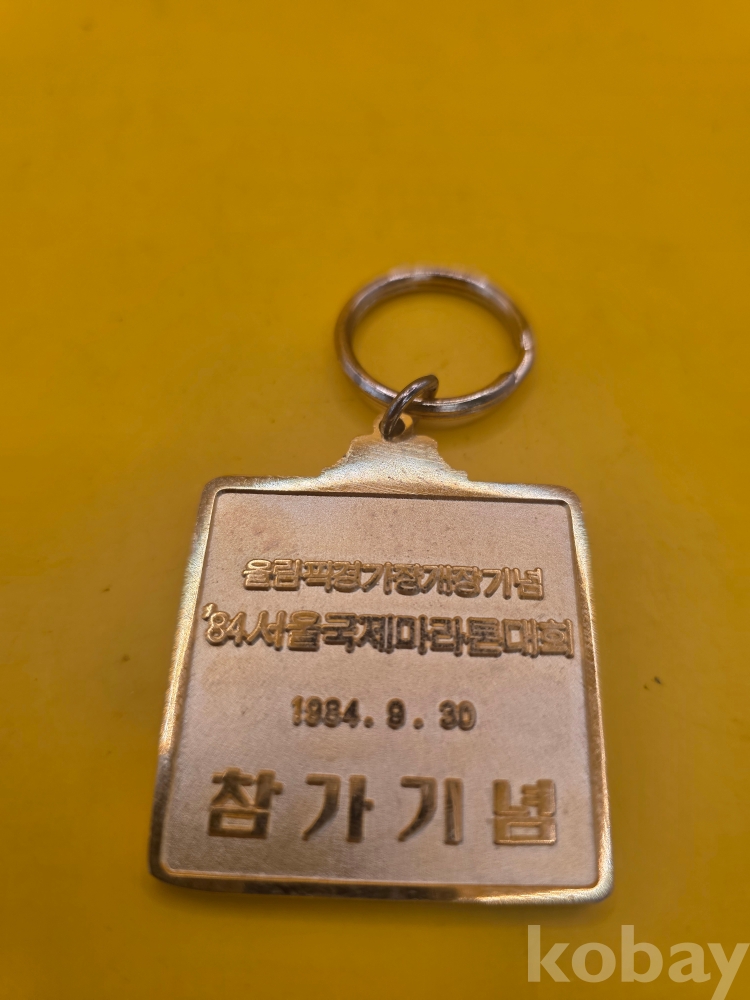 올림픽경기장개장기념
'84서울국제마라톤대회
1984. 9. 30
참가기념
kobay